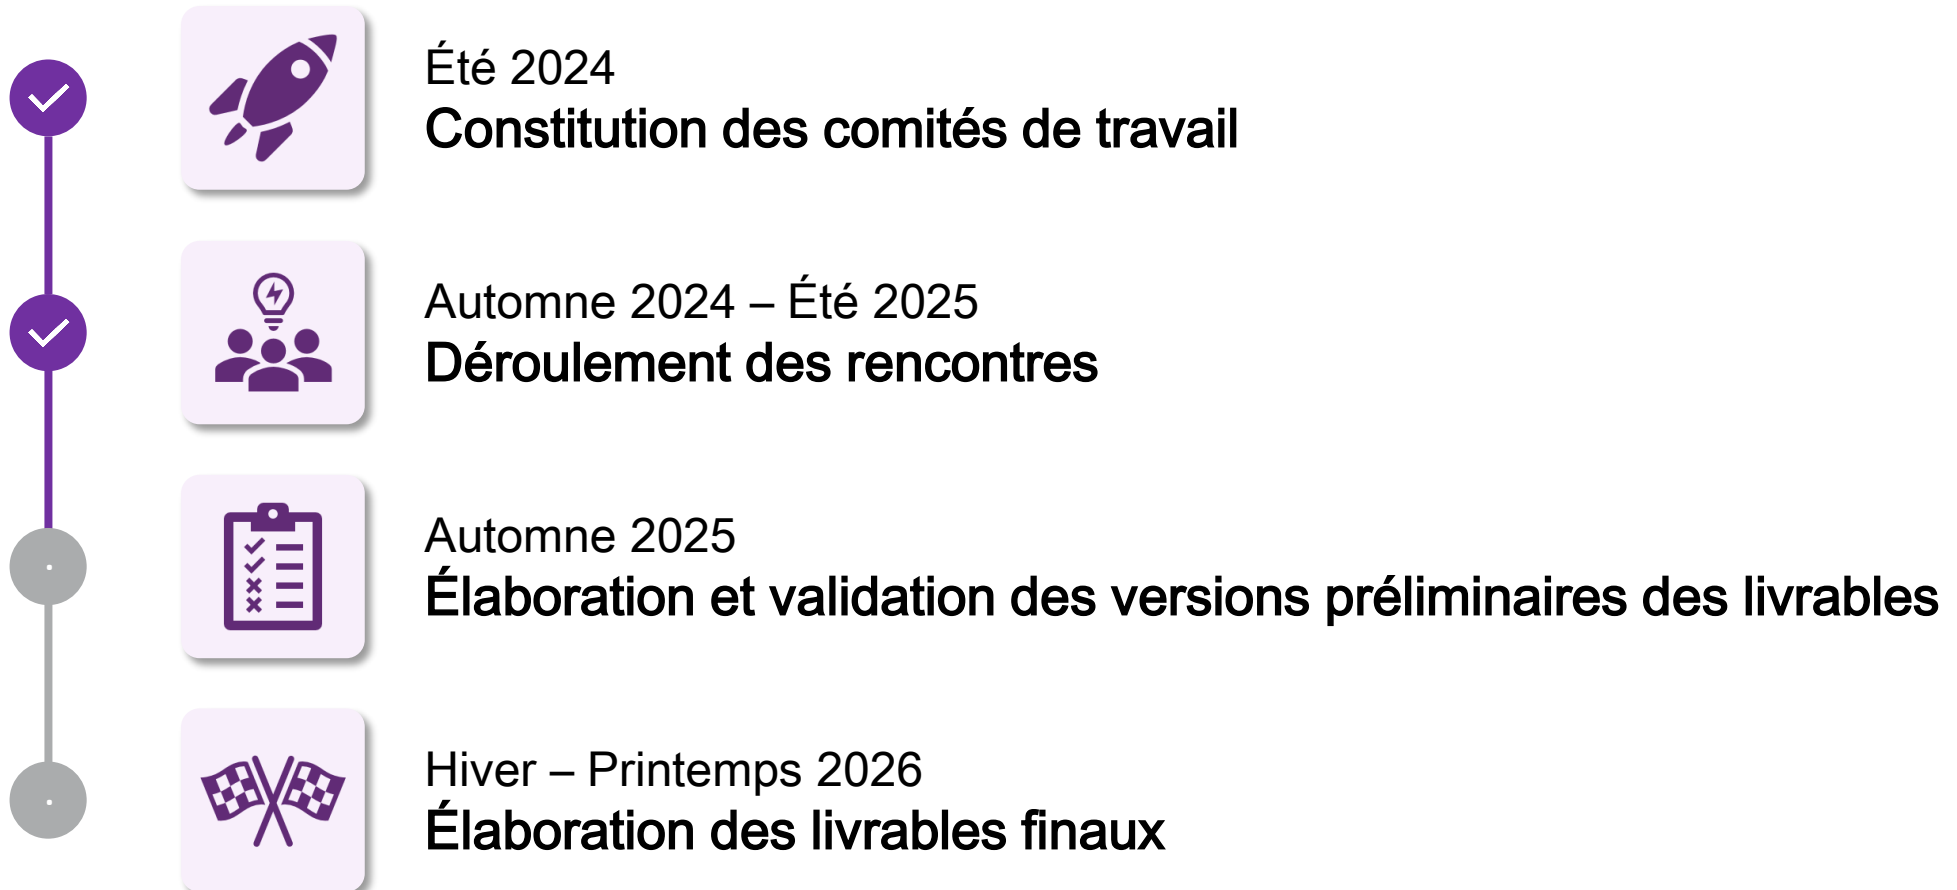 Été 2024
Constitution des comités de travail
Automne 2024 – Été 2025
Déroulement des rencontres
Automne 2025
Élaboration et validation des versions préliminaires des livrables
Hiver – Printemps 2026
Élaboration des livrables finaux